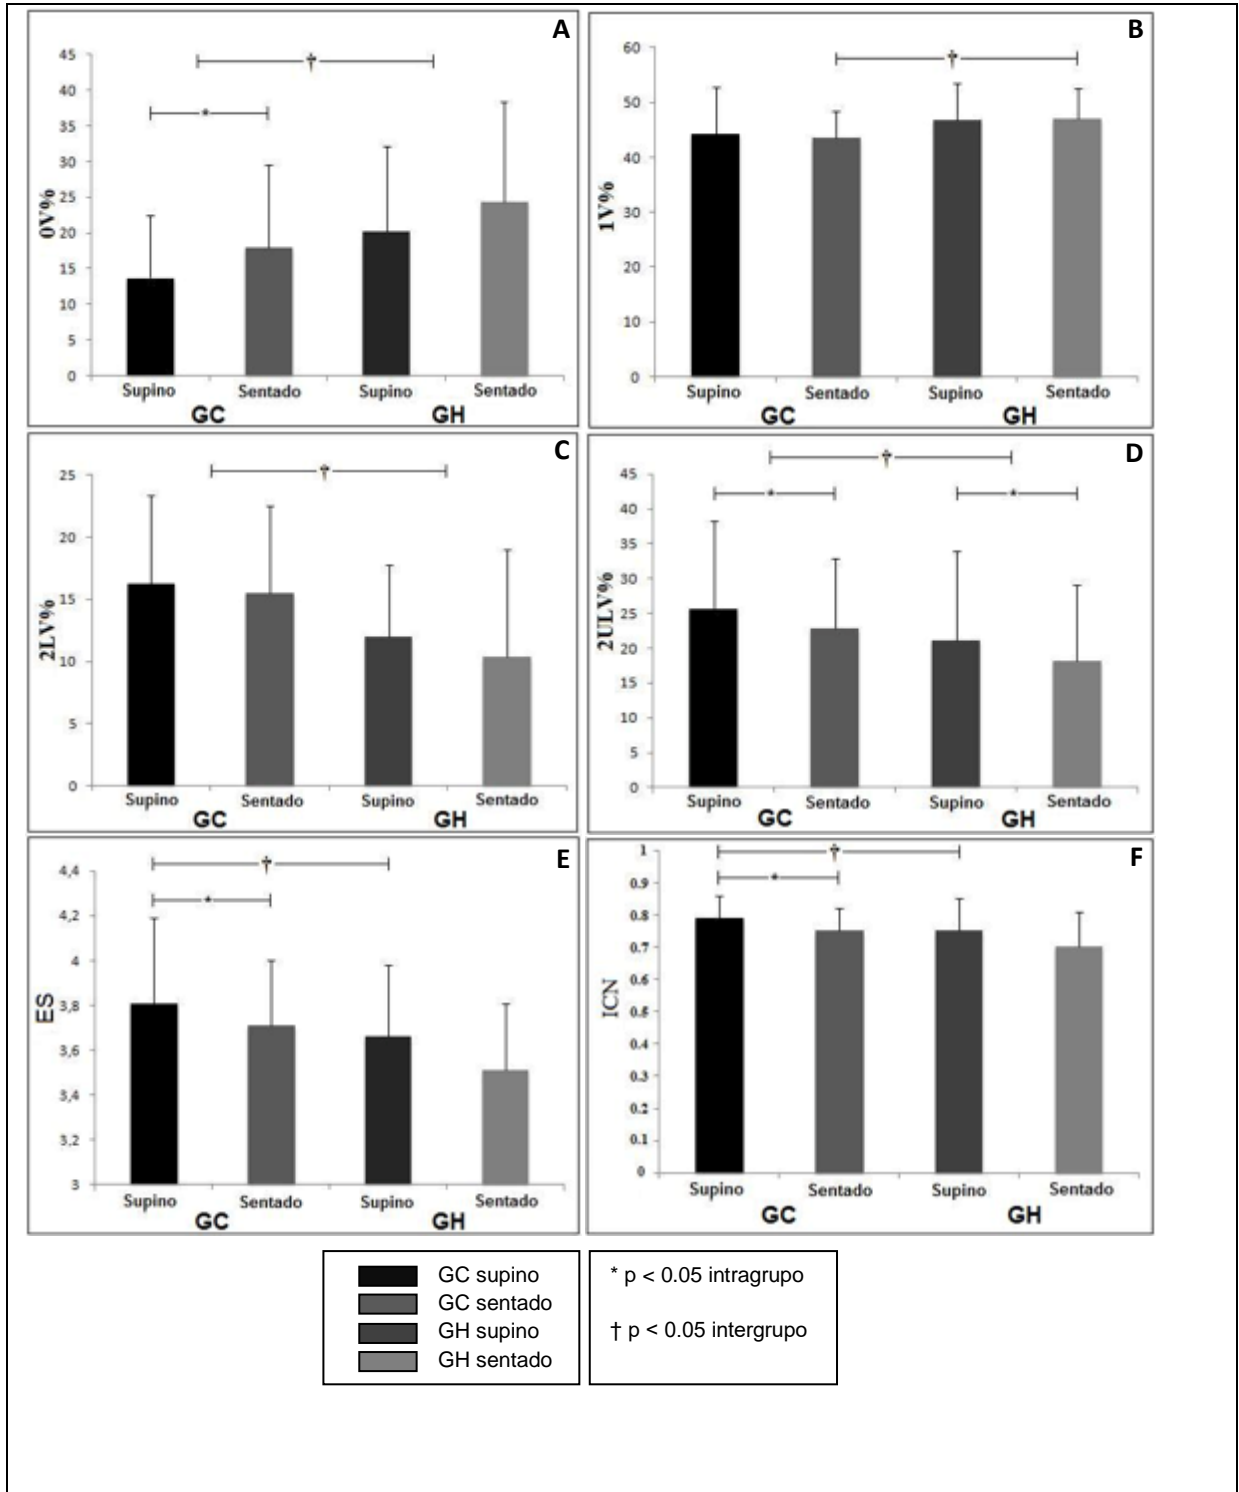 A
45
†
40
*
35
30
25
0V%
20
15
10
5
0
Supino Sentado Supino Sentado
GC GH
B
60
†
50
40
1V%
30
20
10
0
Supino Sentado Supino Sentado
GC GH
C
†
25
20
15
2LV%
10
5
0
Supino Sentado Supino Sentado
GC GH
D
†
45
* *
40
35
30
25
2ULV%
20
15
10
5
0
Supino Sentado Supino Sentado
GC GH
E
†
4,4
*
4,2
4
3,8
ES
3,6
3,4
3,2
3
Supino Sentado Supino Sentado
GC GH
F
1
†
0.9
*
0.8
0.7
0.6
ICN
0.5
0.4
0.3
0.2
0.1
0
Supino Sentado Supino Sentado
GC GH
GC supino
GC sentado
GH supino
GH sentado
* p < 0.05 intragrupo
† p < 0.05 intergrupo